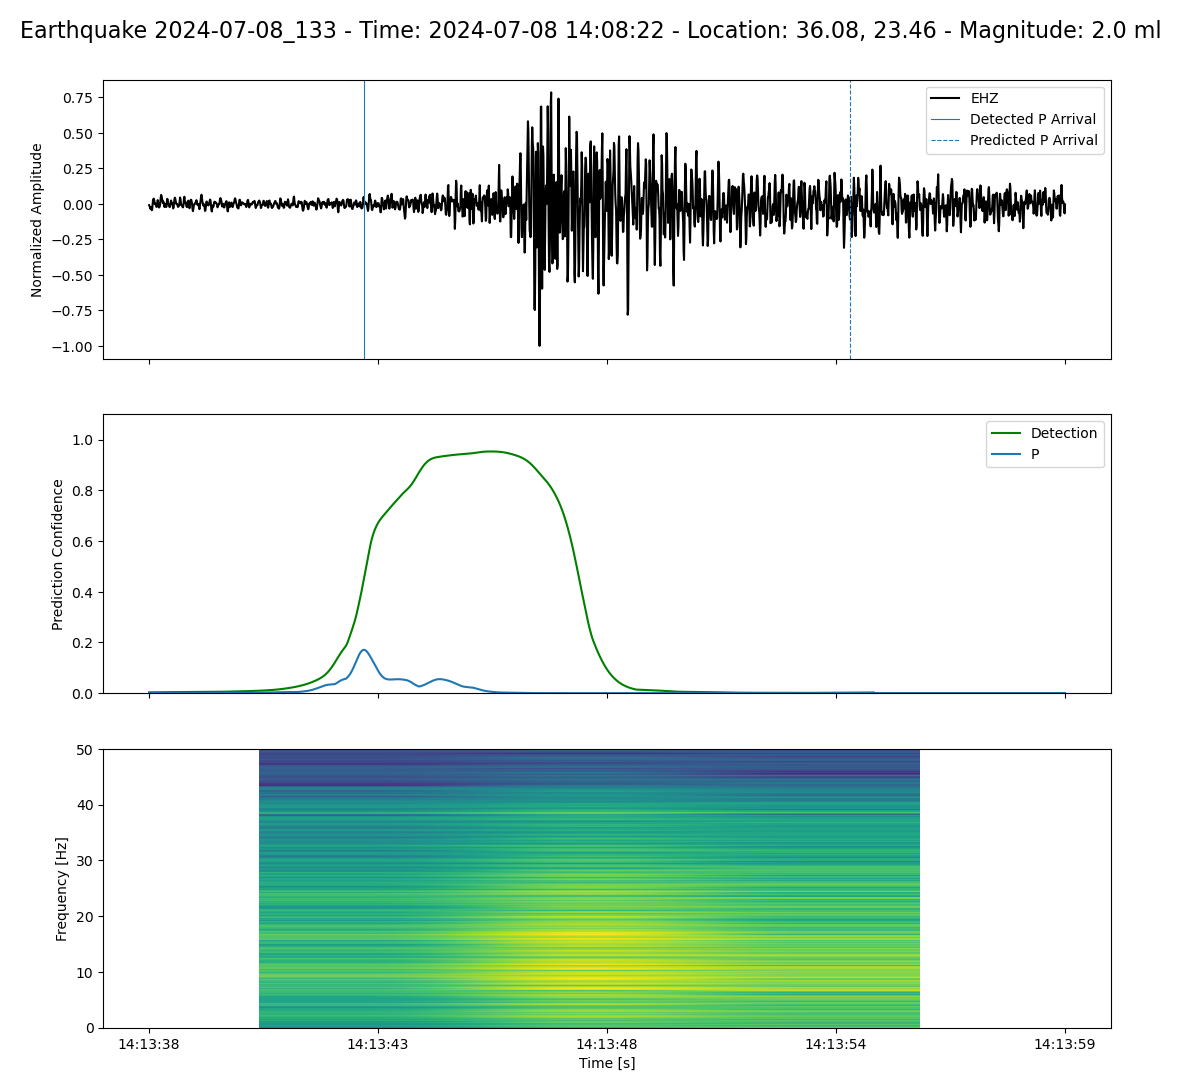 Earthquake 2024-07-08_133 - Time: 2024-07-08 14:08:22 - Location: 36.08, 23.46 - Magnitude: 2.0 ml
Normalized Amplitude
0.75
0.50
0.25
0.00
−0.25
−0.50
−0.75
−1.00
EHZ
Detected P Arrival
Predicted P Arrival
Prediction Confidence
1.0
0.8
0.6
0.4
0.2
0.0
Detection
P
Frequency [Hz]
50
40
30
20
10
0
14:13:38
14:13:43
14:13:48
14:13:54
14:13:59
Time [s]